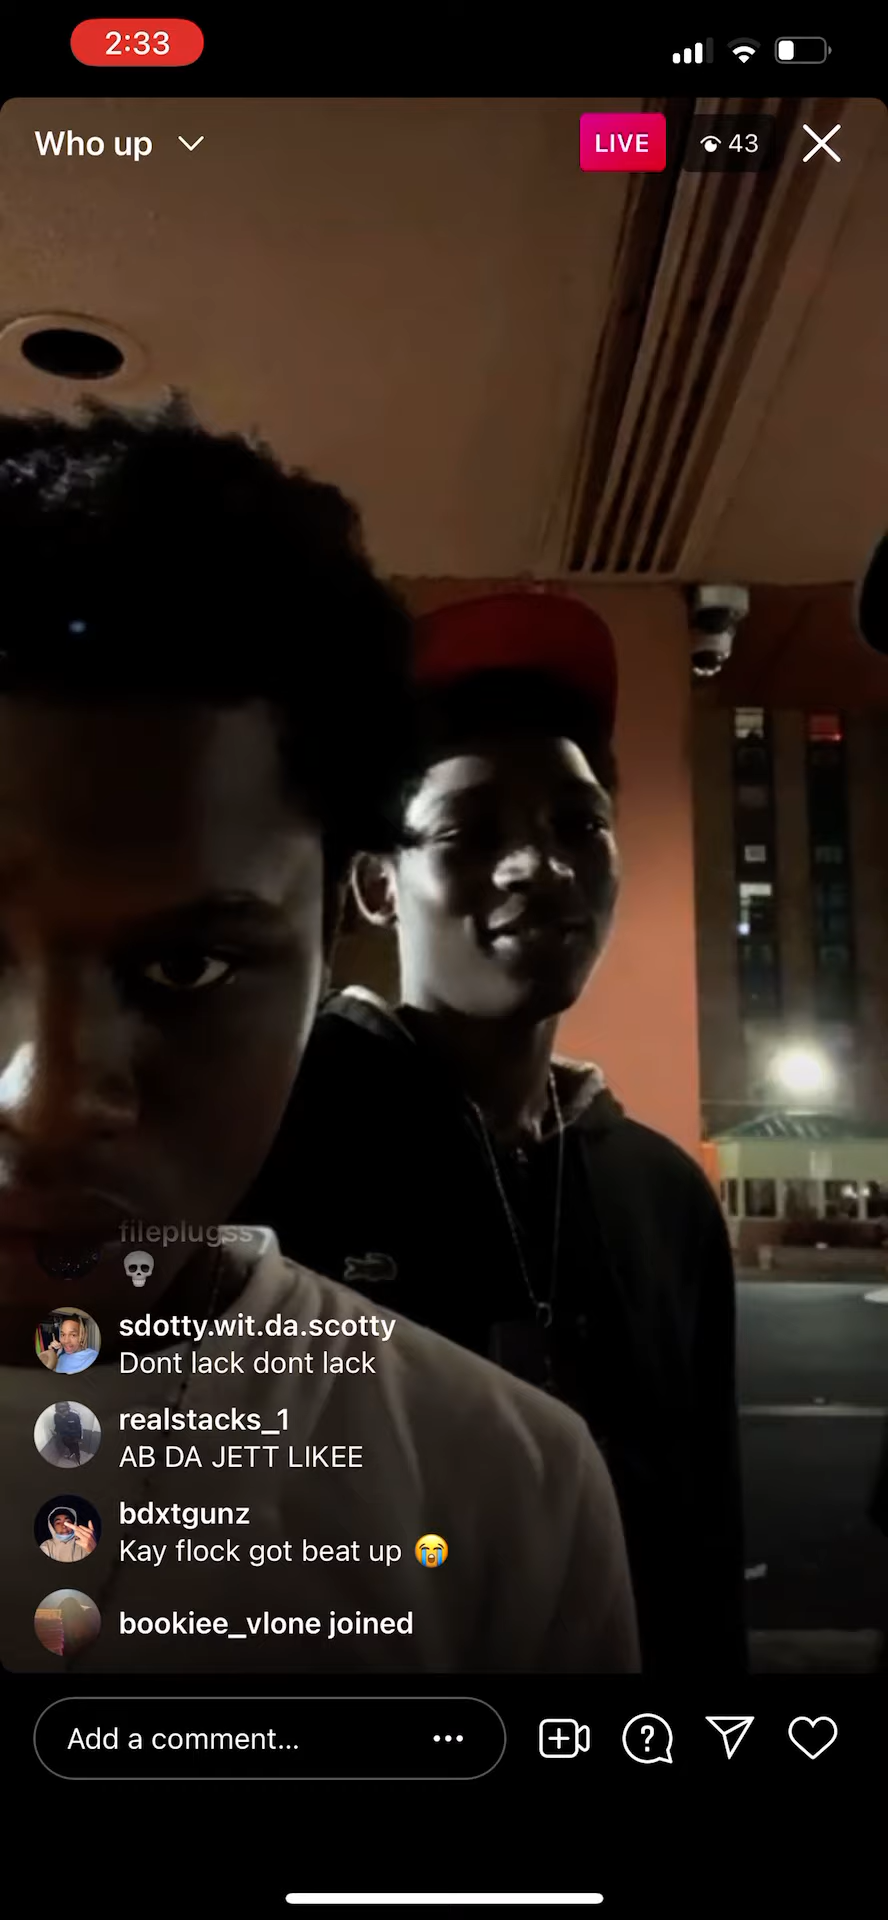 2:33
Who up
LIVE
43
fileplugss
💀
sdotty.wit.da.scotty
Dont lack dont lack
realstacks_1
AB DA JETT LIKEE
bdxtgunz
Kay flock got beat up 😭
bookiee_vlone joined
Add a comment...